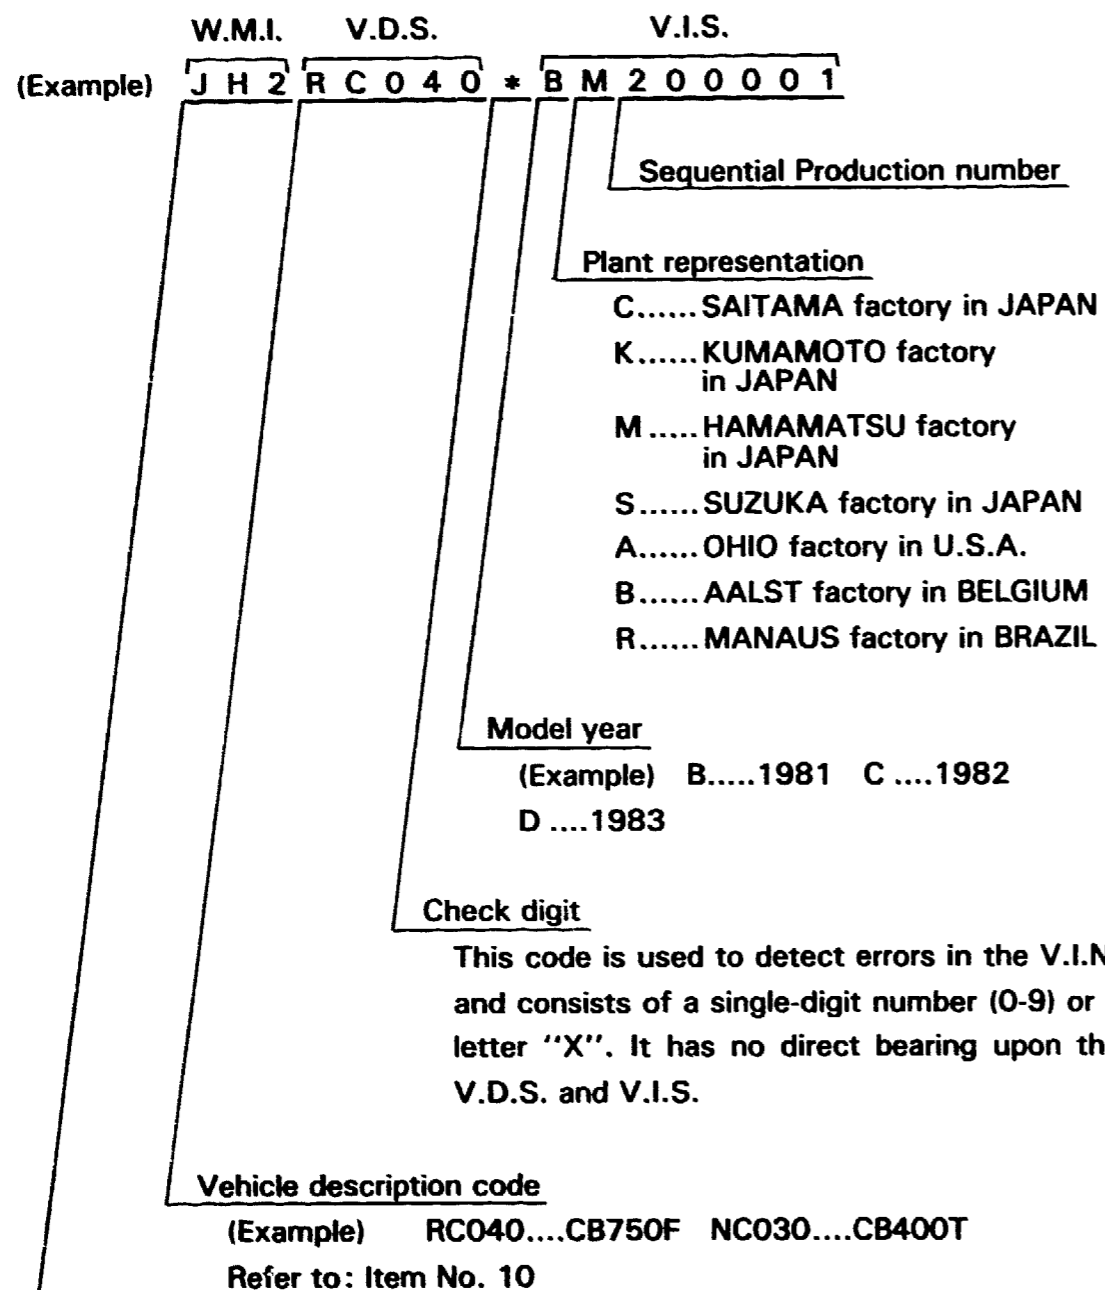 W.M.I. V.D.S. V.I.S.
(Example) J H 2 R C 0 4 0 * B M 2 0 0 0 0 1
Sequential Production number
Plant representation
C......SAITAMA factory in JAPAN
K......KUMAMOTO factory
in JAPAN
M.....HAMAMATSU factory
in JAPAN
S......SUZUKA factory in JAPAN
A......OHIO factory in U.S.A.
B......AALST factory in BELGIUM
R......MANAUS factory in BRAZIL
Model year
(Example) B.....1981 C ....1982
D ....1983
Check digit
This code is used to detect errors in the V.I.N
and consists of a single-digit number (0-9) or
letter "X". It has no direct bearing upon th
V.D.S. and V.I.S.
Vehicle description code
(Example) RC040....CB750F NC030....CB400T
Refer to: Item No. 10